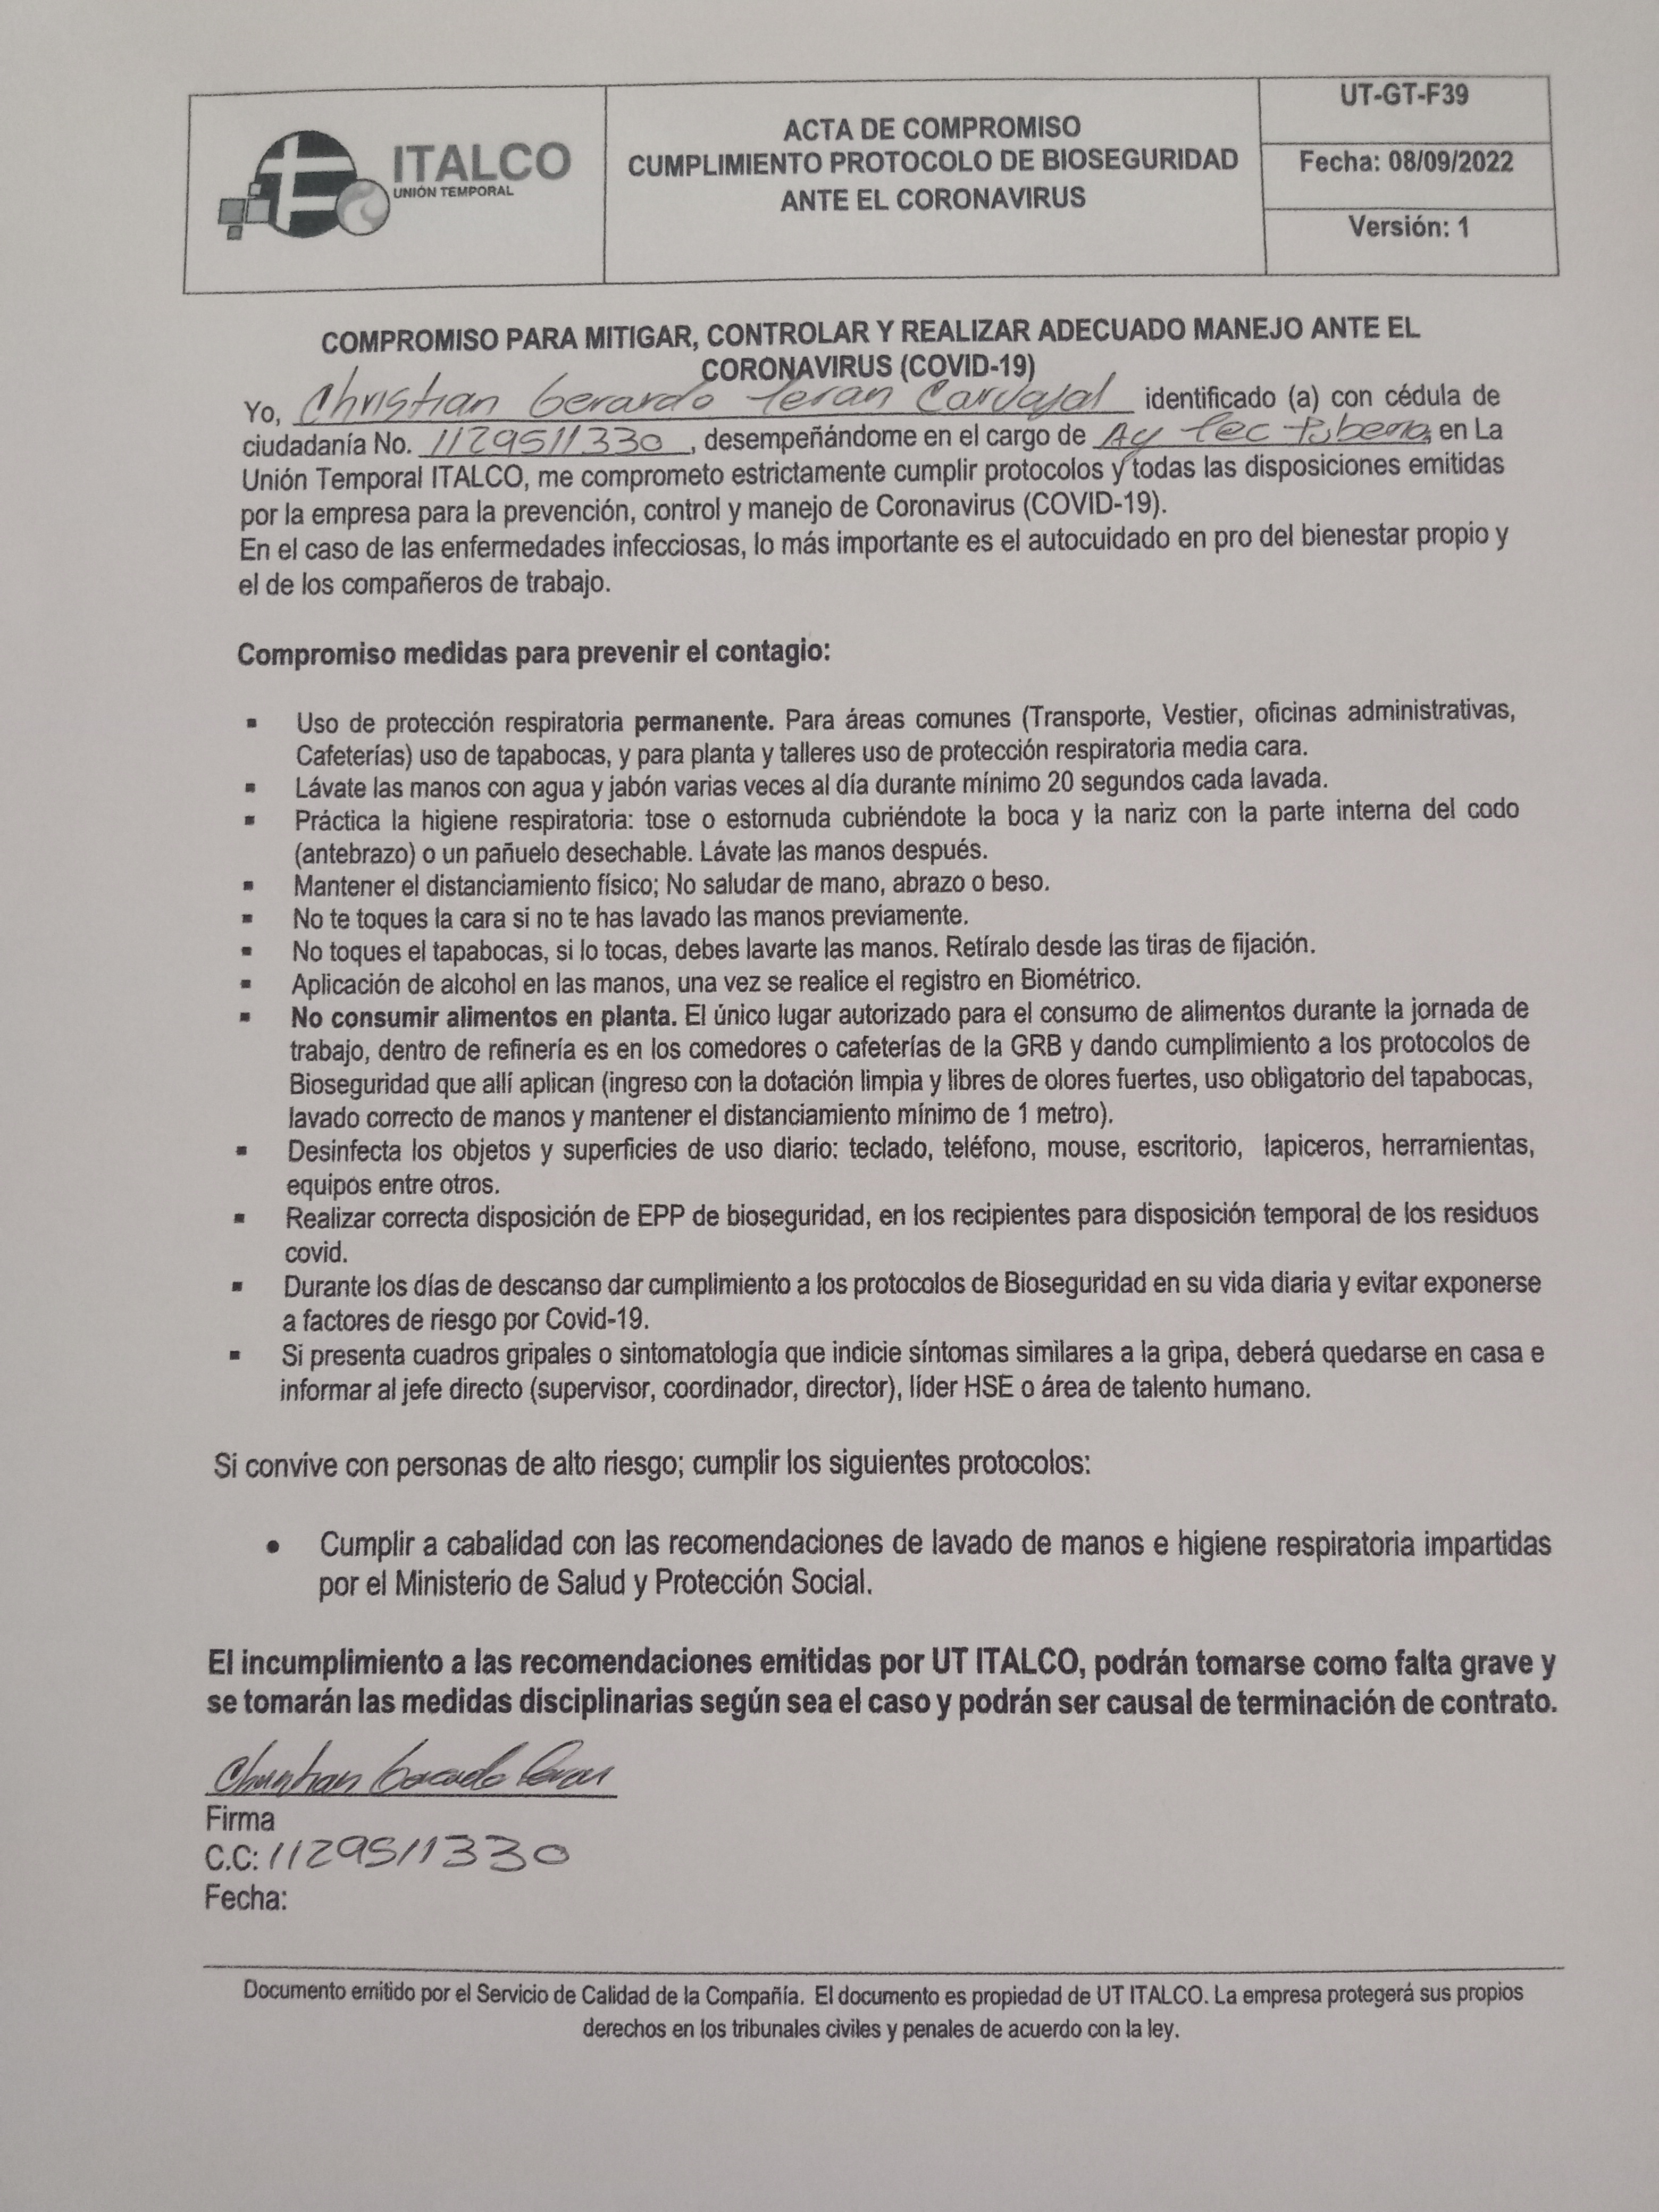 ITALCO
UNIÓN TEMPORAL
ACTA DE COMPROMISO
CUMPLIMIENTO PROTOCOLO DE BIOSEGURIDAD
ANTE EL CORONAVIRUS
UT-GT-F39
Fecha: 08/09/2022
Versión: 1
COMPROMISO PARA MITIGAR, CONTROLAR Y REALIZAR ADECUADO MANEJO ANTE EL
CORONAVIRUS (COVID-19)
Yo, Christian Gerardo Teran Carvajal identificado (a) con cédula de
ciudadanía No. 1129511330, desempeñándome en el cargo de Ay Tec en La
Unión Temporal ITALCO, me comprometo estrictamente cumplir protocolos y todas las disposiciones emitidas
por la empresa para la prevención, control y manejo de Coronavirus (COVID-19).
En el caso de las enfermedades infecciosas, lo más importante es el autocuidado en pro del bienestar propio y
el de los compañeros de trabajo.
Compromiso medidas para prevenir el contagio:
▪ Uso de protección respiratoria permanente. Para áreas comunes (Transporte, Vestier, oficinas administrativas,
Cafeterías) uso de tapabocas, y para planta y talleres uso de protección respiratoria media cara.
▪ Lávate las manos con agua y jabón varias veces al día durante mínimo 20 segundos cada lavada.
▪ Práctica la higiene respiratoria: tose o estornuda cubriéndote la boca y la nariz con la parte interna del codo
(antebrazo) o un pañuelo desechable. Lávate las manos después.
▪ Mantener el distanciamiento físico; No saludar de mano, abrazo o beso.
▪ No te toques la cara si no te has lavado las manos previamente.
▪ No toques el tapabocas, si lo tocas, debes lavarte las manos. Retíralo desde las tiras de fijación.
▪ Aplicación de alcohol en las manos, una vez se realice el registro en Biométrico.
▪ No consumir alimentos en planta. El único lugar autorizado para el consumo de alimentos durante la jornada de
trabajo, dentro de refinería es en los comedores o cafeterías de la GRB y dando cumplimiento a los protocolos de
Bioseguridad que allí aplican (ingreso con la dotación limpia y libres de olores fuertes, uso obligatorio del tapabocas,
lavado correcto de manos y mantener el distanciamiento mínimo de 1 metro).
▪ Desinfecta los objetos y superficies de uso diario: teclado, teléfono, mouse, escritorio, lapiceros, herramientas,
equipos entre otros.
▪ Realizar correcta disposición de EPP de bioseguridad, en los recipientes para disposición temporal de los residuos
covid.
▪ Durante los días de descanso dar cumplimiento a los protocolos de Bioseguridad en su vida diaria y evitar exponerse
a factores de riesgo por Covid-19.
▪ Si presenta cuadros gripales o sintomatología que indicie síntomas similares a la gripa, deberá quedarse en casa e
informar al jefe directo (supervisor, coordinador, director), líder HSE o área de talento humano.
Si convive con personas de alto riesgo; cumplir los siguientes protocolos:
• Cumplir a cabalidad con las recomendaciones de lavado de manos e higiene respiratoria impartidas
por el Ministerio de Salud y Protección Social.
El incumplimiento a las recomendaciones emitidas por UT ITALCO, podrán tomarse como falta grave y
se tomarán las medidas disciplinarias según sea el caso y podrán ser causal de terminación de contrato.
Christian Gerardo Teran
Firma
C.C: 1129511330
Fecha:
Documento emitido por el Servicio de Calidad de la Compañía. El documento es propiedad de UT ITALCO. La empresa protegerá sus propios
derechos en los tribunales civiles y penales de acuerdo con la ley.